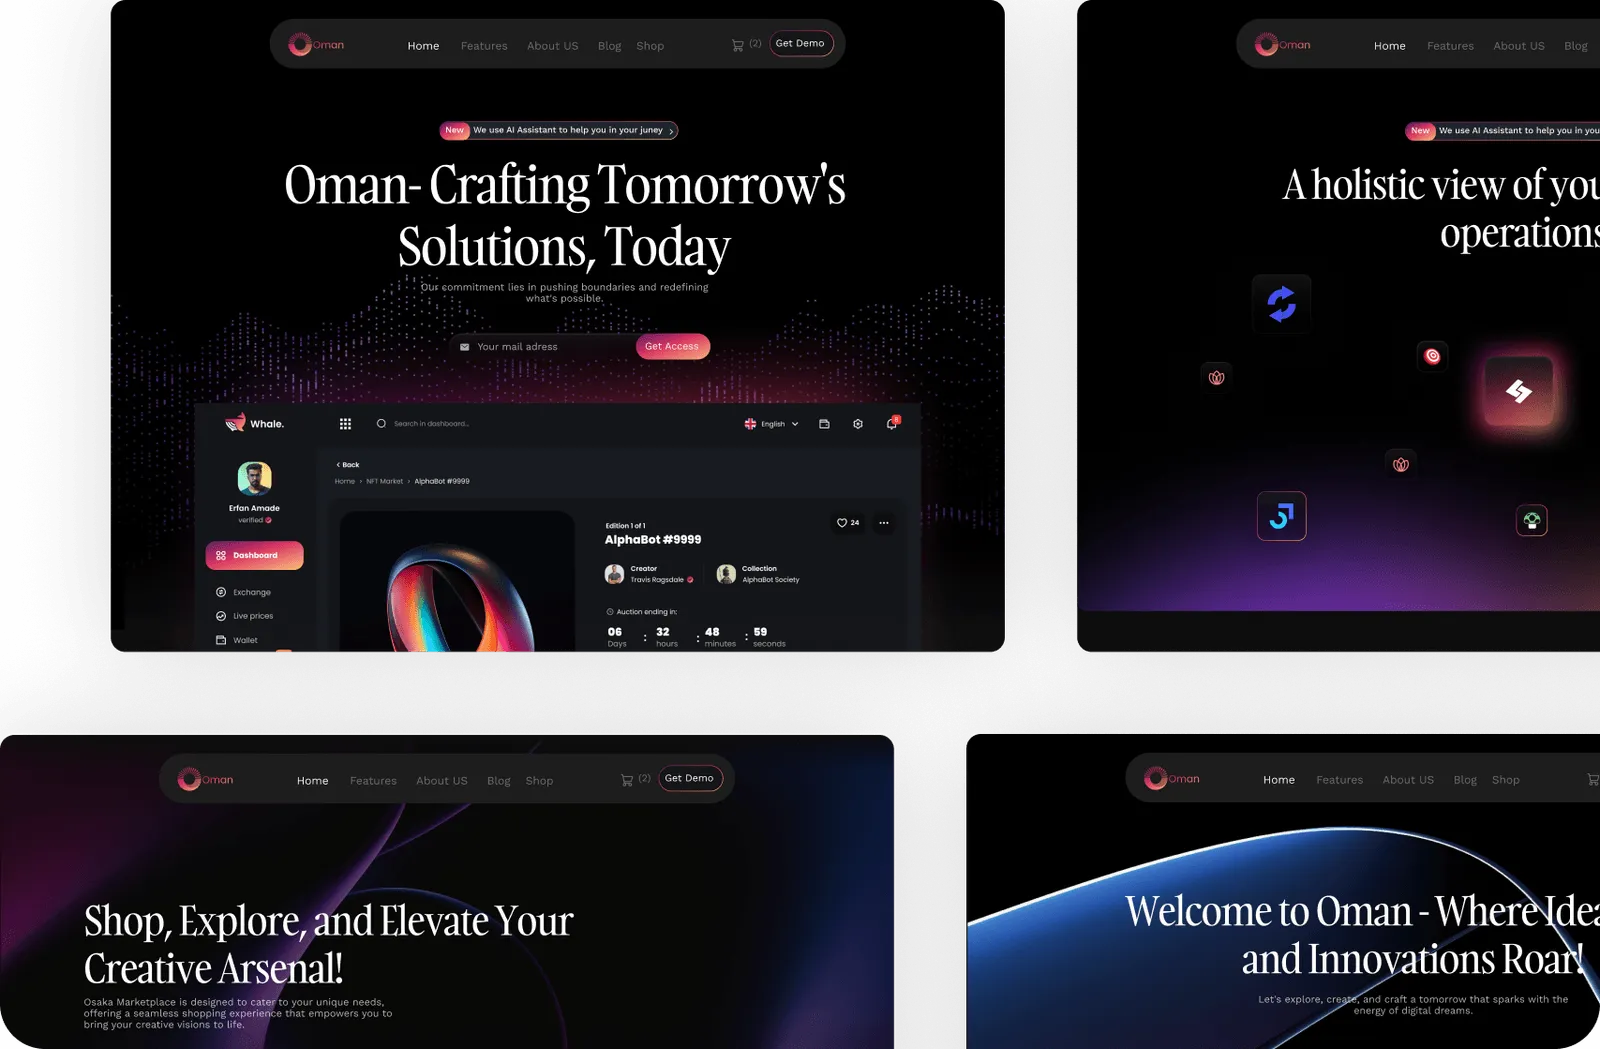 Oman
Home Features About US Blog Shop (2) Get Demo
New We use AI Assistant to help you in your juney
Oman- Crafting Tomorrow's
Solutions, Today
Our commitment lies in pushing boundaries and redefining
what's possible.
Your mail adress Get Access
Whale. Search in dashboard.. English 8
Erfan Amade
verified
Dashboard
Exchange
Live prices
Wallet
Back
Home › NFT Market › AlphaBot #9999
Edition 1 of 1
AlphaBot #9999
24
Creator
Travis Ragsdale
Collection
AlphaBot Society
Auction ending in:
06 : 32 : 48 : 59
Days hours minutes seconds
Oman
Home Features About US Blog
New We use AI Assistant to help you in you
A holistic view of you
operations
Oman
Home Features About US Blog Shop (2) Get Demo
Shop, Explore, and Elevate Your
Creative Arsenal!
Osaka Marketplace is designed to cater to your unique needs,
offering a seamless shopping experience that empowers you to
bring your creative visions to life.
Oman
Home Features About US Blog Shop
Welcome to Oman - Where Idea
and Innovations Roar!
Let's explore, create, and craft a tomorrow that sparks with the
energy of digital dreams.